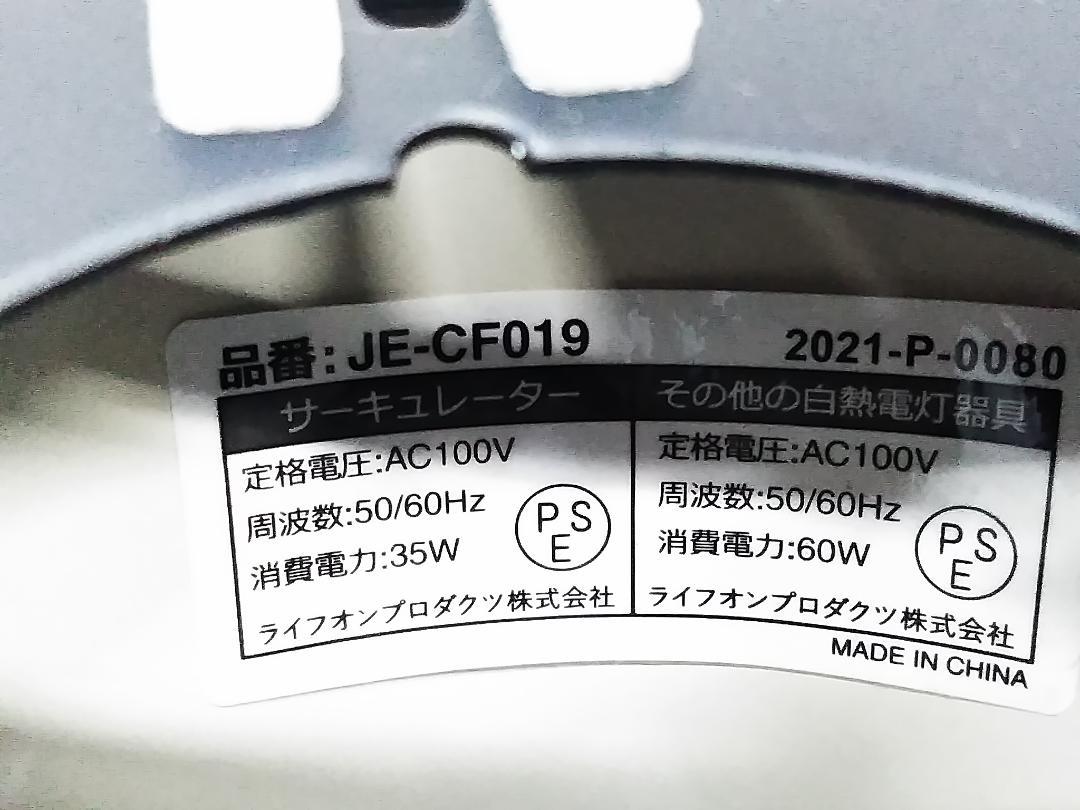 品番:JE-CF019
2021-P-0080
サーキュレーター
定格電圧:AC100V
周波数:50/60Hz
消費電力:35W
PSE
ライフオンプロダクツ株式会社
その他の白熱電灯器具
定格電圧:AC100V
周波数:50/60Hz
消費電力:60W
PSE
ライフオンプロダクツ株式会社
MADE IN CHINA